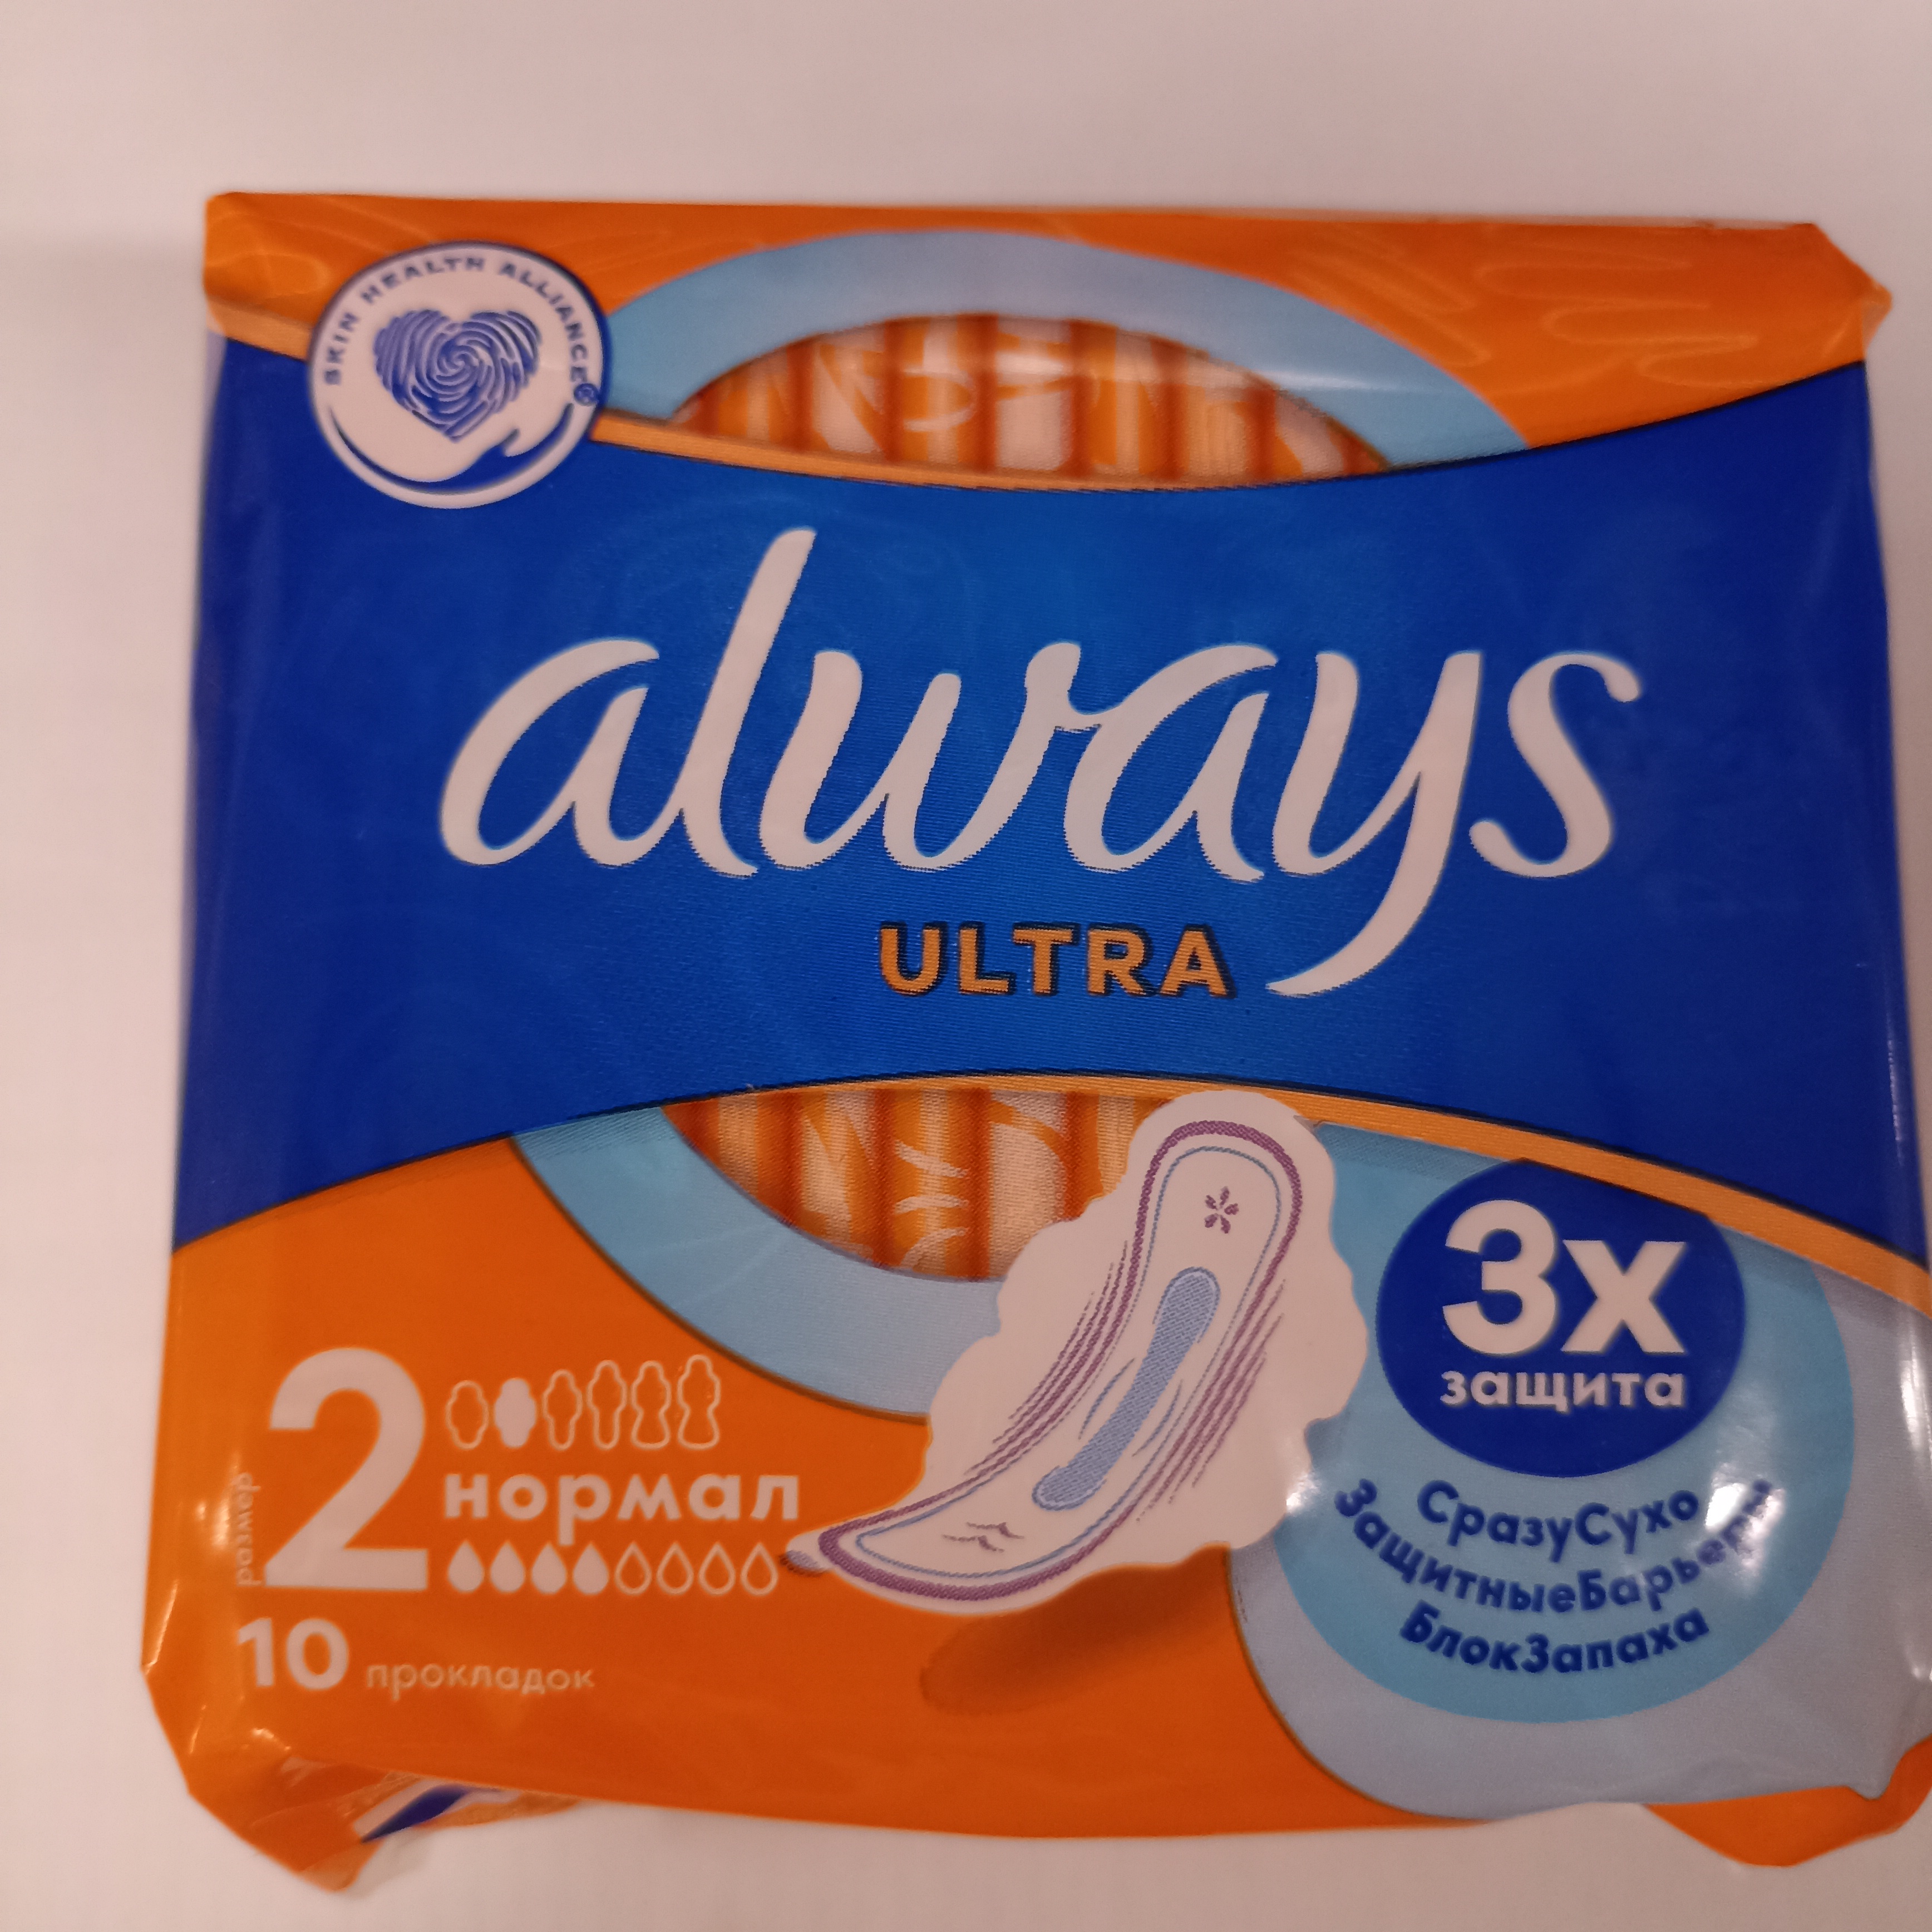 SKIN HEALTH ALLIANCE®
always
ULTRA
3x
защита
СразуСухо
ЗащитныеБарьеры
БлокЗапаха
размер
2
нормал
10 прокладок